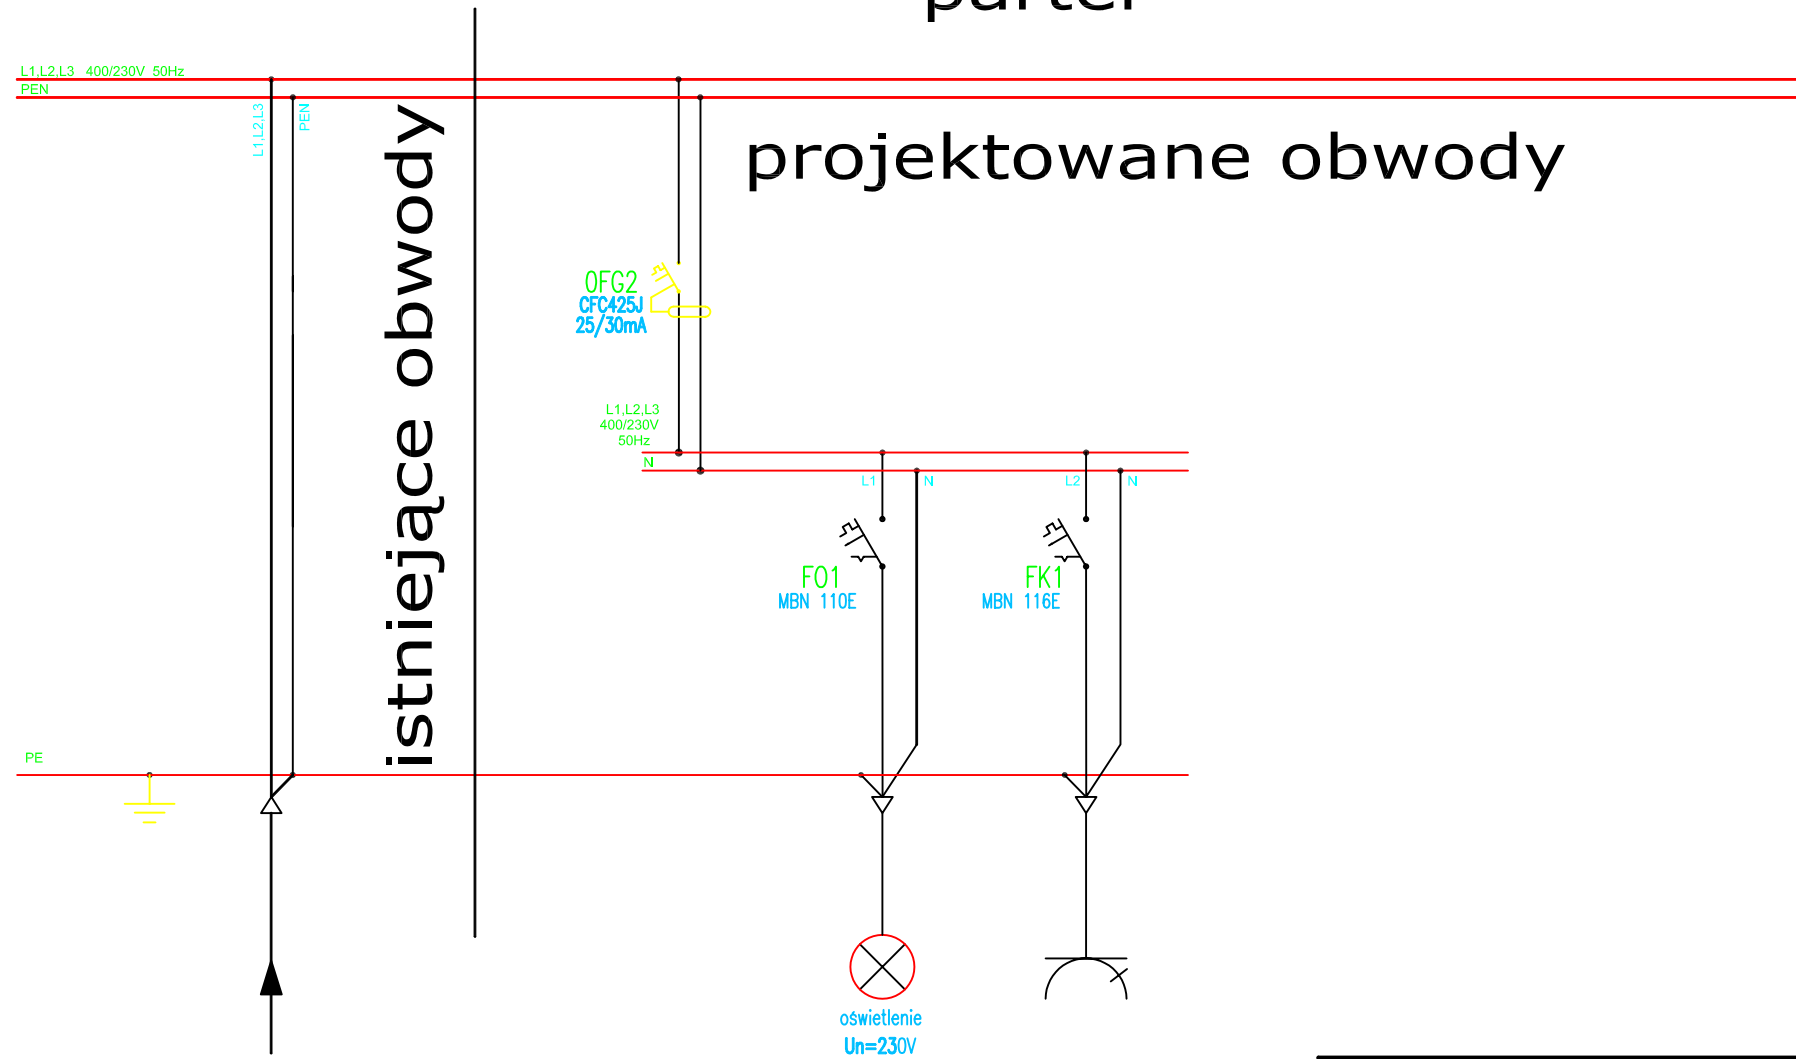 parter
L1,L2,L3 400/230V 50Hz
PEN
L1,L2,L3
PEN
istniejące obwody
projektowane obwody
OFG2
CFC425J
25/30mA
L1,L2,L3
400/230V
50Hz
N
L1
N
L2
N
FO1
MBN 110E
FK1
MBN 116E
PE
oświetlenie
Un=230V